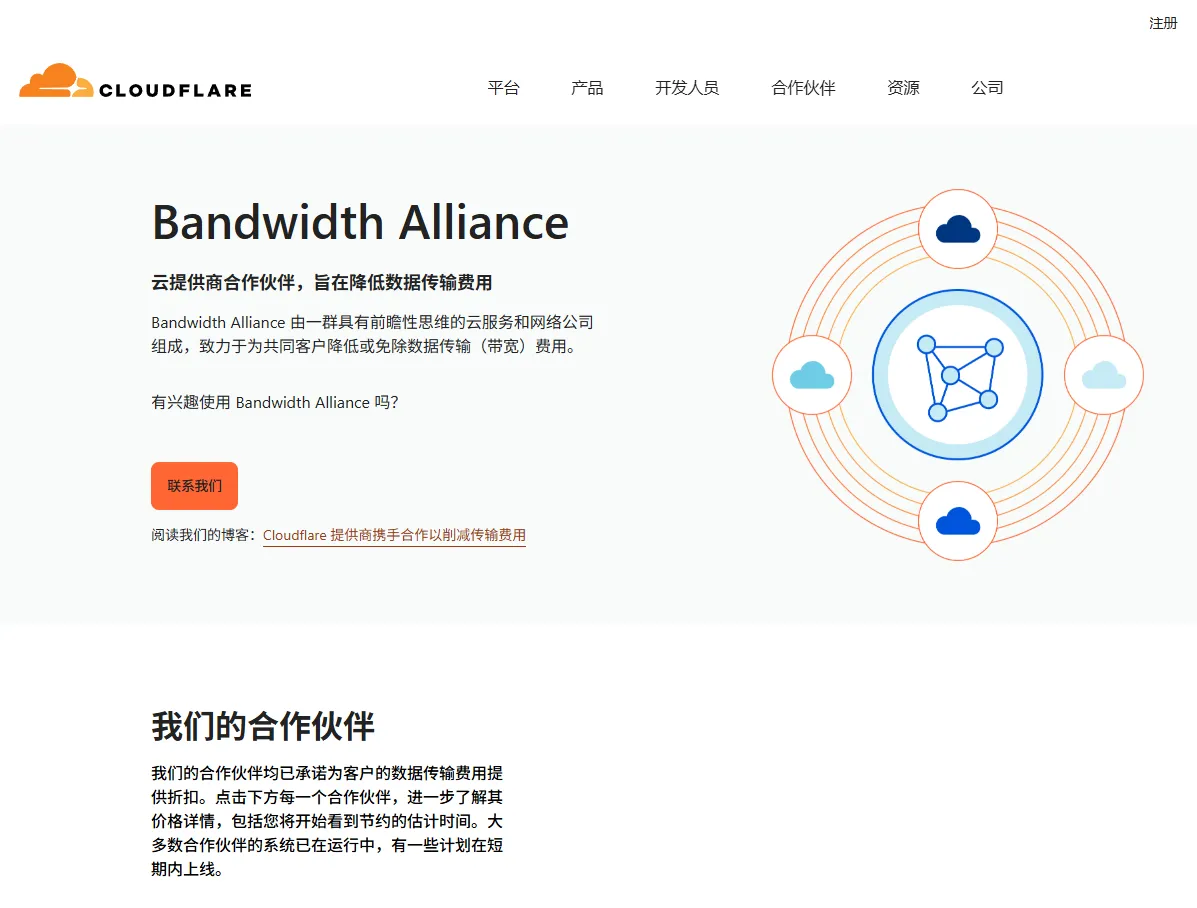 注册
CLOUDFLARE
平台 产品 开发人员 合作伙伴 资源 公司
Bandwidth Alliance
云提供商合作伙伴，旨在降低数据传输费用
Bandwidth Alliance 由一群具有前瞻性思维的云服务和网络公司
组成，致力于为共同客户降低或免除数据传输（带宽）费用。
有兴趣使用 Bandwidth Alliance 吗？
联系我们
阅读我们的博客：Cloudflare 提供商携手合作以削减传输费用
我们的合作伙伴
我们的合作伙伴均已承诺为客户的数据传输费用提
供折扣。点击下方每一个合作伙伴，进一步了解其
价格详情，包括您将开始看到节约的估计时间。大
多数合作伙伴的系统已在运行中，有一些计划在短
期内上线。